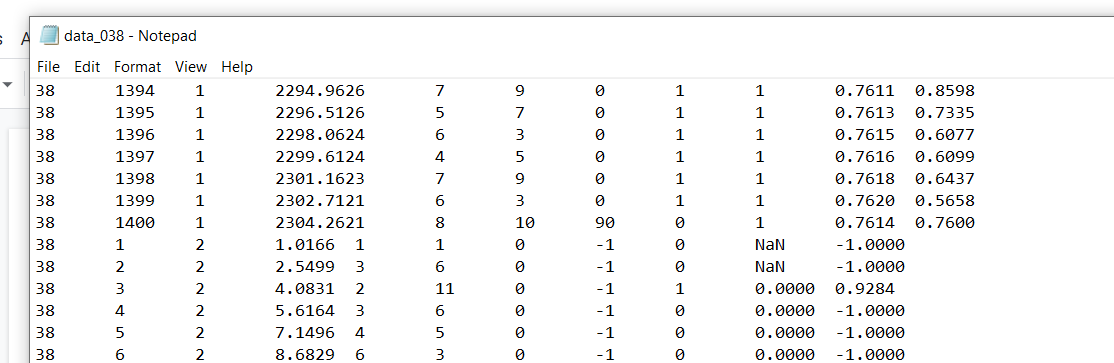 s A
data_038 - Notepad
File Edit Format View Help
38 1394 1 2294.9626 7 9 0 1 1 0.7611 0.8598
38 1395 1 2296.5126 5 7 0 1 1 0.7613 0.7335
38 1396 1 2298.0624 6 3 0 1 1 0.7615 0.6077
38 1397 1 2299.6124 4 5 0 1 1 0.7616 0.6099
38 1398 1 2301.1623 7 9 0 1 1 0.7618 0.6437
38 1399 1 2302.7121 6 3 0 1 1 0.7620 0.5658
38 1400 1 2304.2621 8 10 90 0 1 0.7614 0.7600
38 1 2 1.0166 1 1 0 -1 0 NaN -1.0000
38 2 2 2.5499 3 6 0 -1 0 NaN -1.0000
38 3 2 4.0831 2 11 0 -1 1 0.0000 0.9284
38 4 2 5.6164 3 6 0 -1 0 0.0000 -1.0000
38 5 2 7.1496 4 5 0 -1 0 0.0000 -1.0000
38 6 2 8.6829 6 3 0 -1 0 0.0000 -1.0000